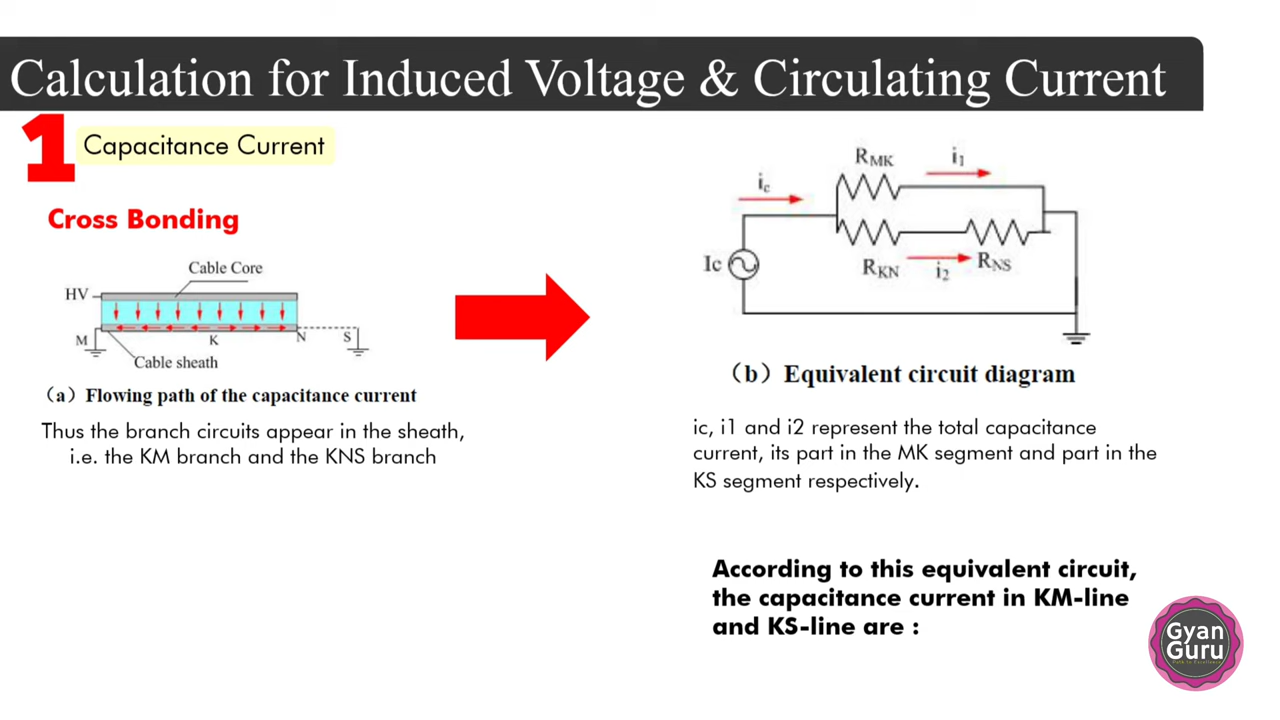 Calculation for Induced Voltage & Circulating Current
1
Capacitance Current
Cross Bonding
Cable Core
HV
M
K
N
S
Cable sheath
(a) Flowing path of the capacitance current
Thus the branch circuits appear in the sheath,
i.e. the KM branch and the KNS branch
RMK
i1
ic
Ic
RKN
i2
RNS
(b) Equivalent circuit diagram
ic, i1 and i2 represent the total capacitance
current, its part in the MK segment and part in the
KS segment respectively.
According to this equivalent circuit,
the capacitance current in KM-line
and KS-line are :
Gyan
Guru
Path to Excellence